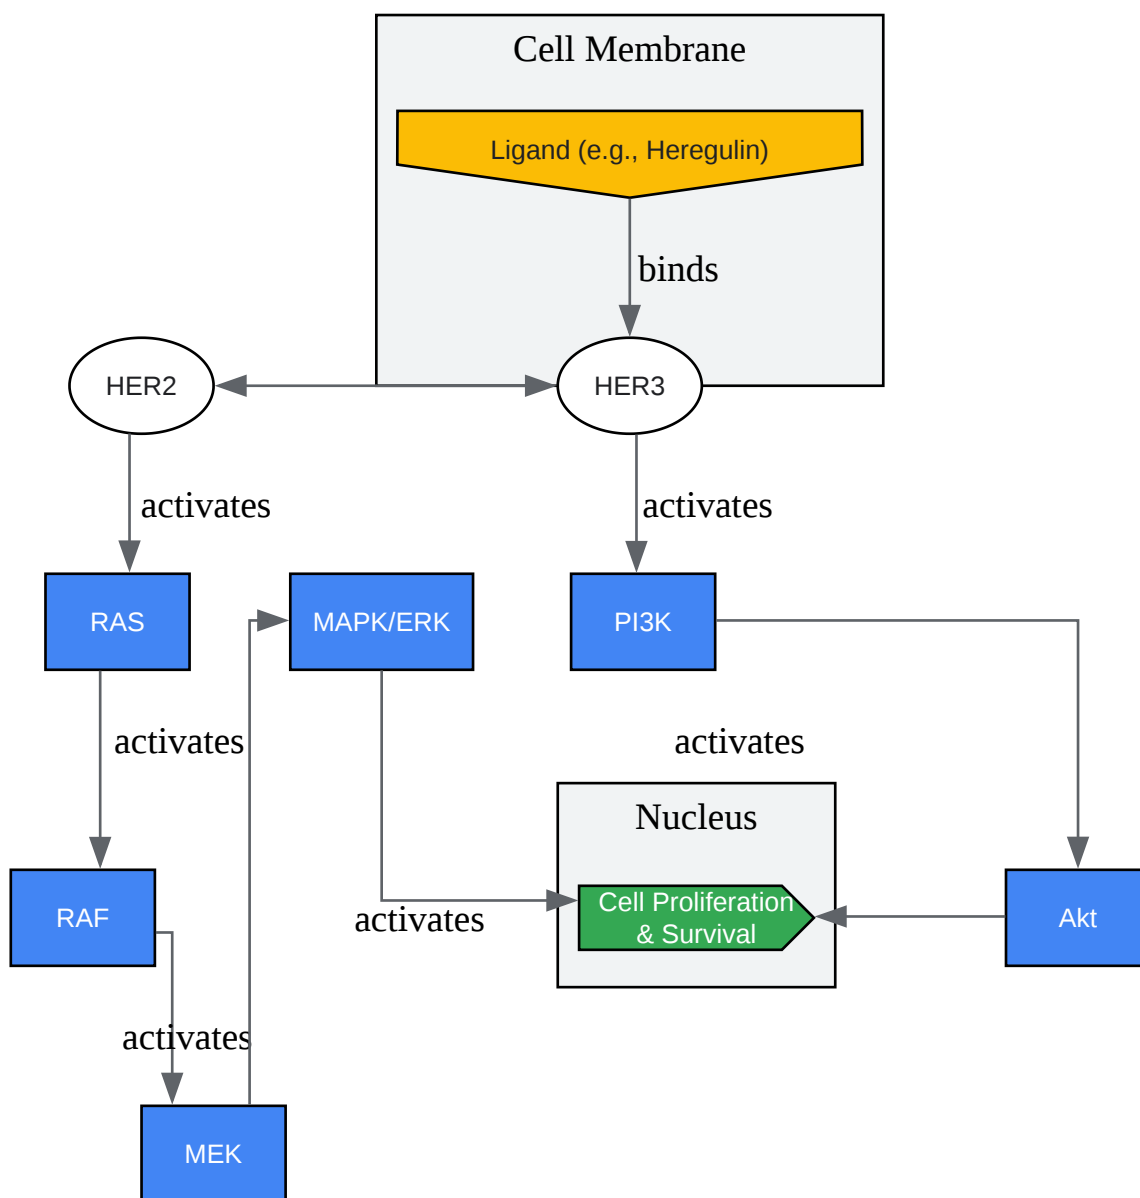 Cell Membrane
Ligand (e.g., Heregulin)
binds
HER2
HER3
activates
activates
RAS
MAPK/ERK
PI3K
activates
activates
Nucleus
RAF
activates
Cell Proliferation
& Survival
Akt
activates
MEK